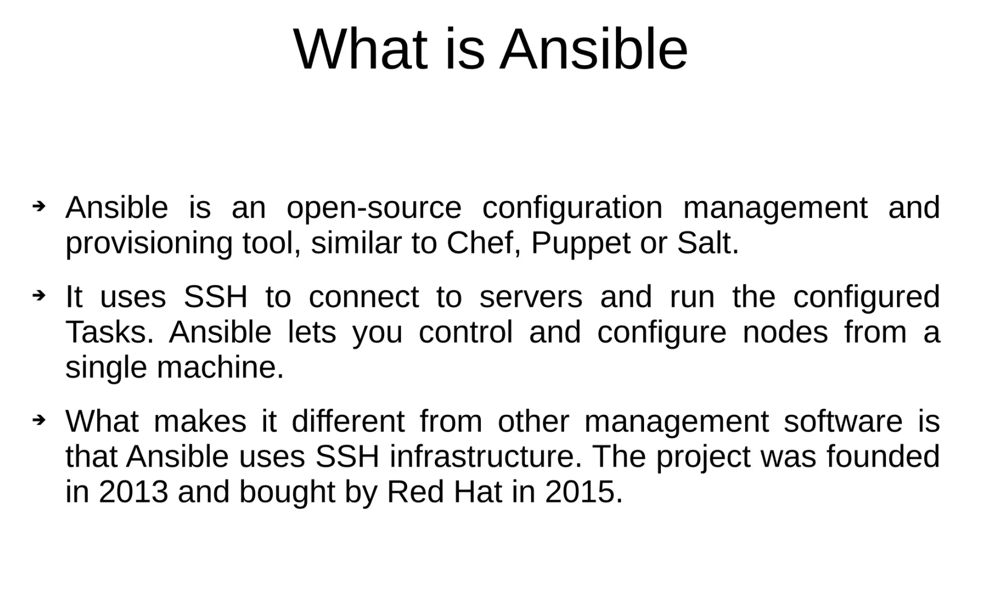 What is Ansible
➔ Ansible is an open-source configuration management and
provisioning tool, similar to Chef, Puppet or Salt.
➔ It uses SSH to connect to servers and run the configured
Tasks. Ansible lets you control and configure nodes from a
single machine.
➔ What makes it different from other management software is
that Ansible uses SSH infrastructure. The project was founded
in 2013 and bought by Red Hat in 2015.